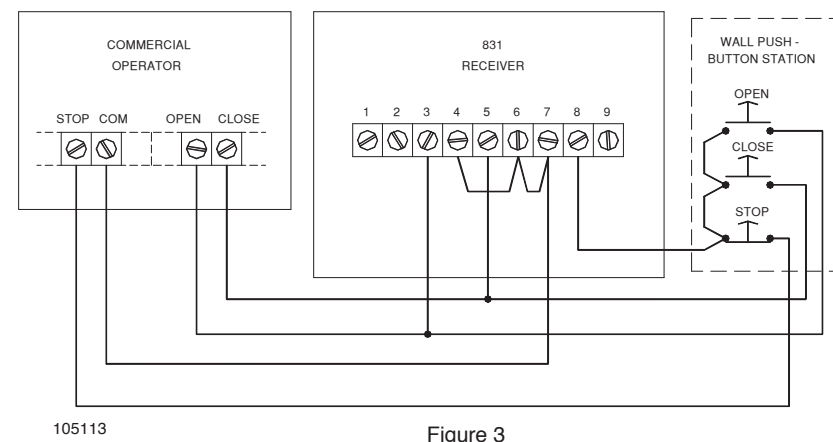 COMMERCIAL
OPERATOR
STOP COM OPEN CLOSE
831
RECEIVER
1 2 3 4 5 6 7 8 9
WALL PUSH -
BUTTON STATION
OPEN
CLOSE
STOP
105113
Figure 3